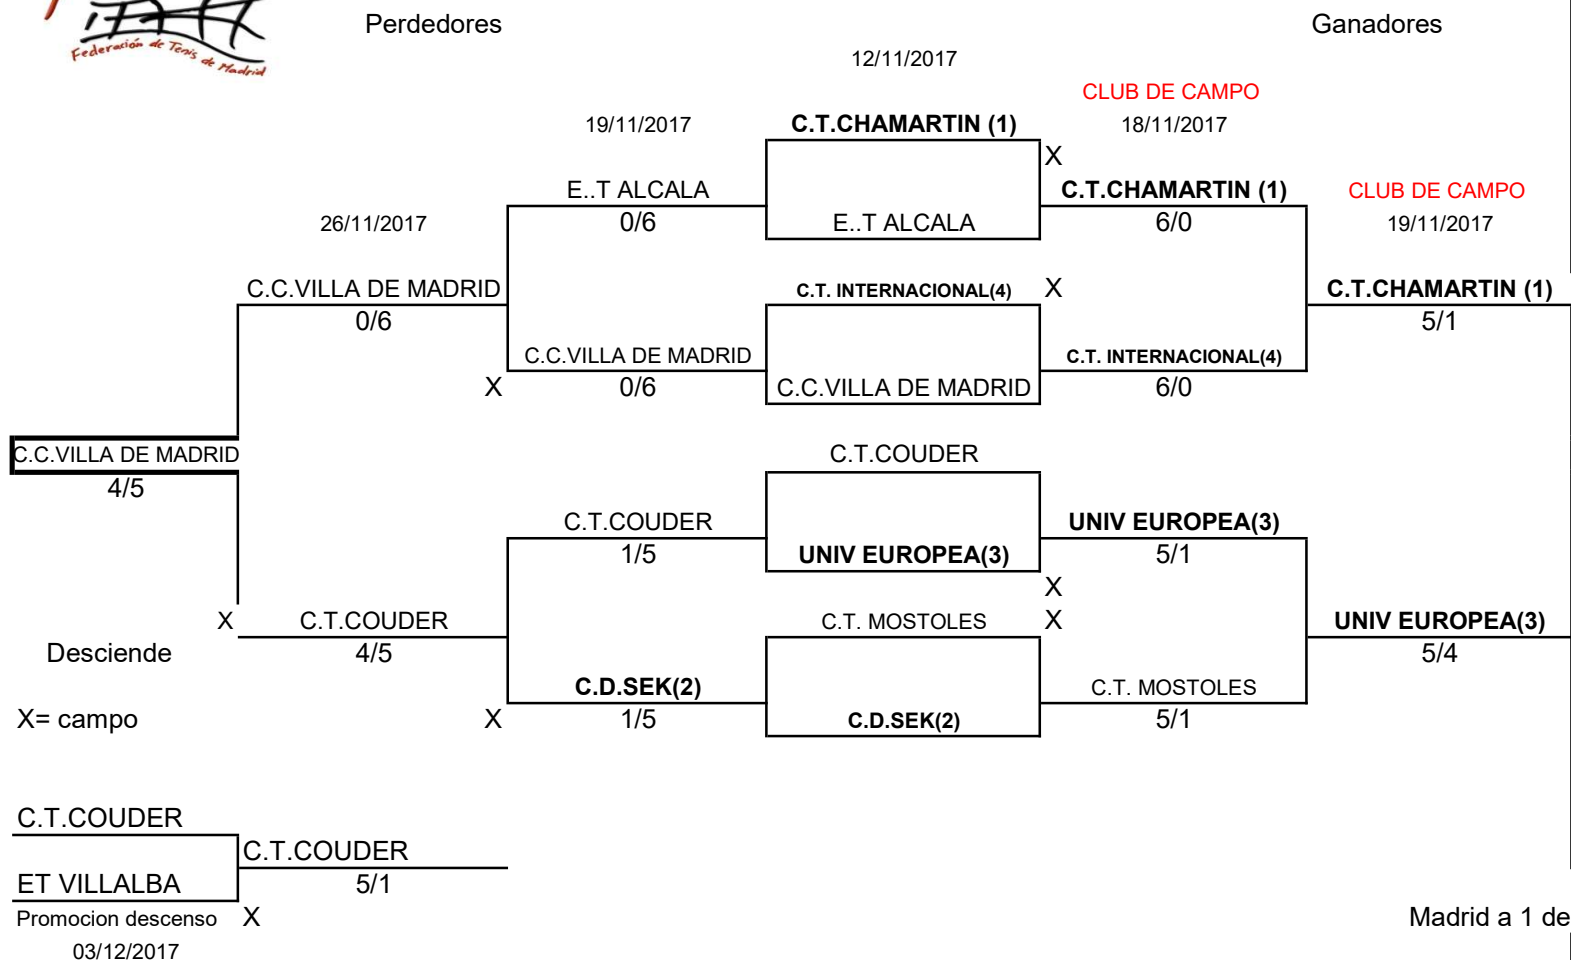 Federación de Tenis de Madrid
Perdedores
Ganadores
12/11/2017
CLUB DE CAMPO
19/11/2017
C.T.CHAMARTIN (1)
18/11/2017
X
E..T ALCALA
C.T.CHAMARTIN (1)
CLUB DE CAMPO
26/11/2017
0/6
E..T ALCALA
6/0
19/11/2017
C.C.VILLA DE MADRID
C.T. INTERNACIONAL(4)
X
C.T.CHAMARTIN (1)
0/6
5/1
C.C.VILLA DE MADRID
C.T. INTERNACIONAL(4)
X
0/6
C.C.VILLA DE MADRID
6/0
C.C.VILLA DE MADRID
C.T.COUDER
4/5
C.T.COUDER
UNIV EUROPEA(3)
1/5
UNIV EUROPEA(3)
5/1
X
X
C.T.COUDER
C.T. MOSTOLES
X
UNIV EUROPEA(3)
Desciende
4/5
5/4
C.D.SEK(2)
C.T. MOSTOLES
X= campo
X
1/5
C.D.SEK(2)
5/1
C.T.COUDER
C.T.COUDER
ET VILLALBA
5/1
Promocion descenso
X
Madrid a 1 de
03/12/2017